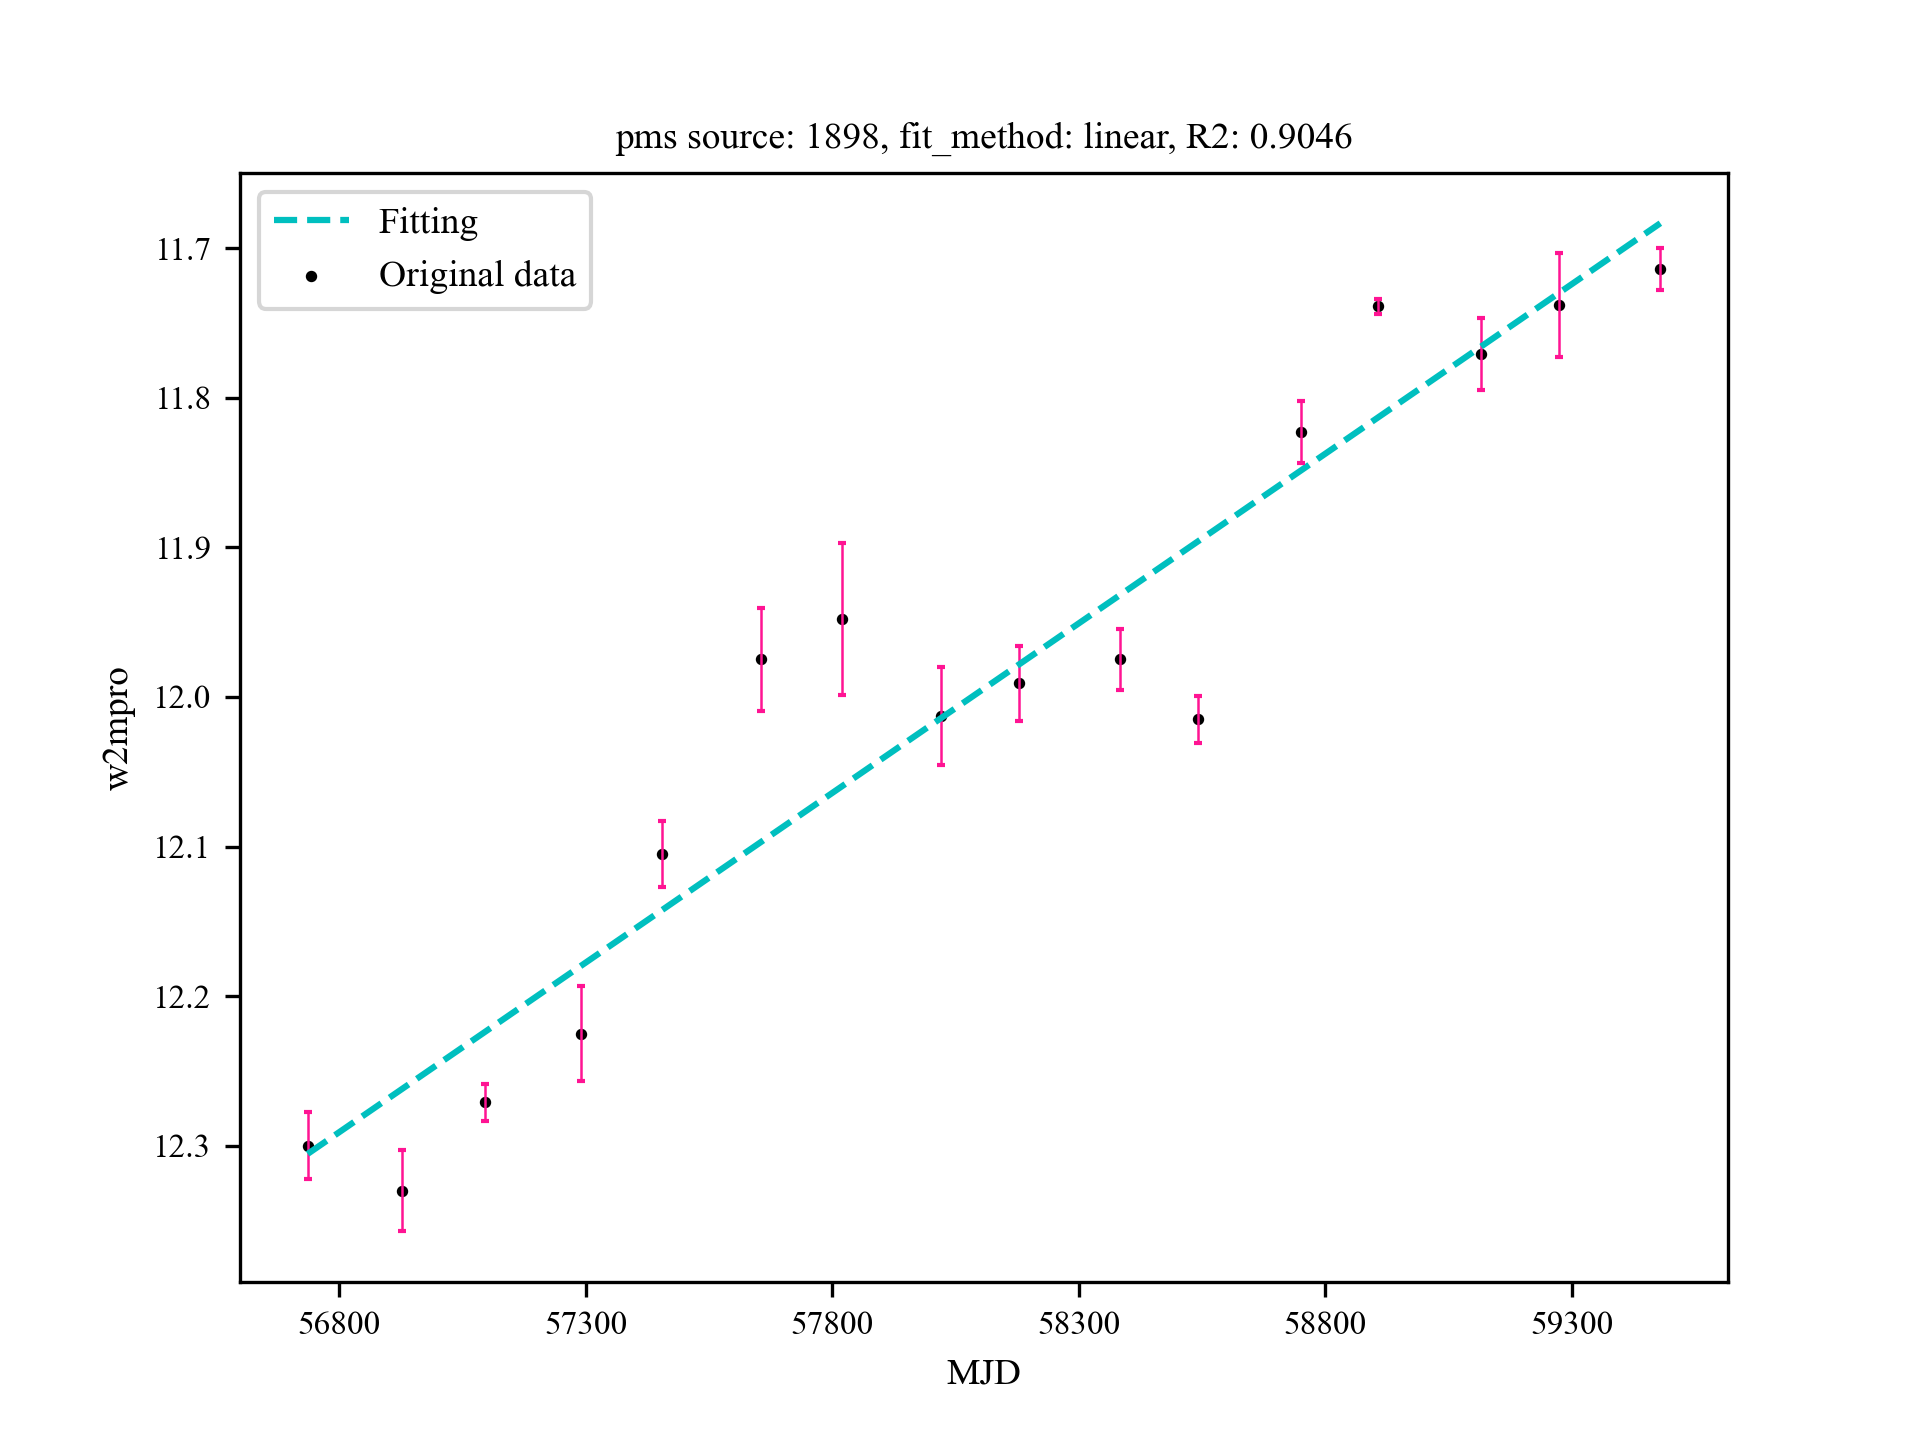 pms source: 1898, fit_method: linear, R2: 0.9046
Fitting
Original data
11.7
11.8
11.9
12.0
12.1
12.2
12.3
w2mpro
56800 57300 57800 58300 58800 59300
MJD